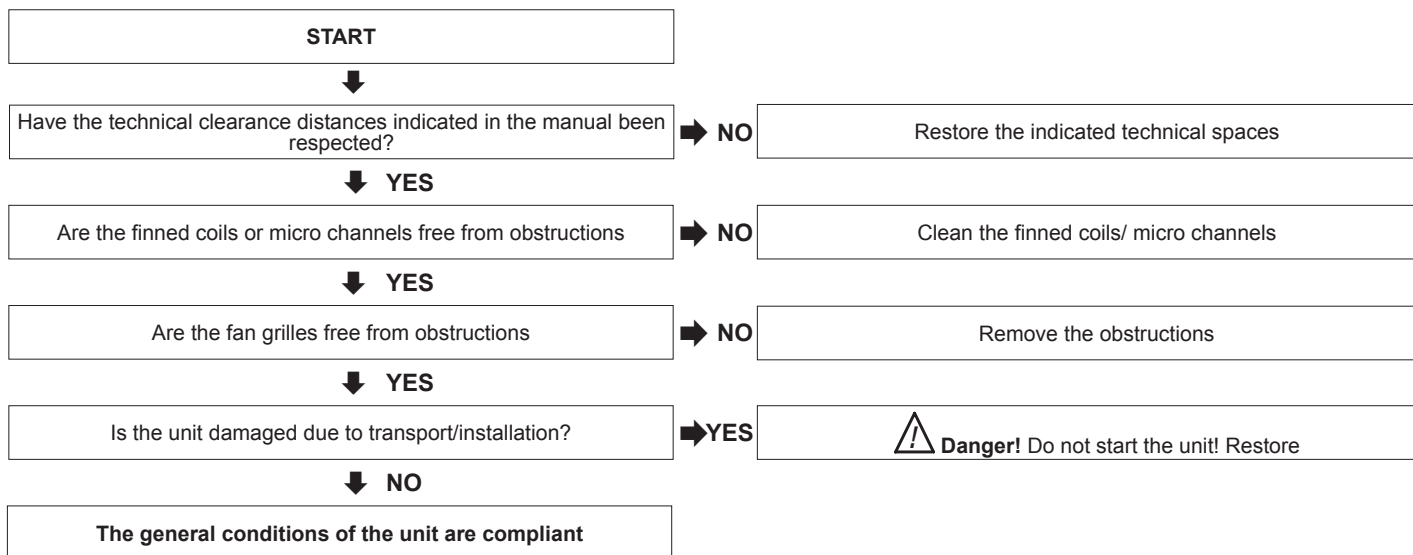 START
Have the technical clearance distances indicated in the manual been
respected?
NO
Restore the indicated technical spaces
YES
Are the finned coils or micro channels free from obstructions
NO
Clean the finned coils/ micro channels
YES
Are the fan grilles free from obstructions
NO
Remove the obstructions
YES
Is the unit damaged due to transport/installation?
YES
Danger! Do not start the unit! Restore
NO
The general conditions of the unit are compliant